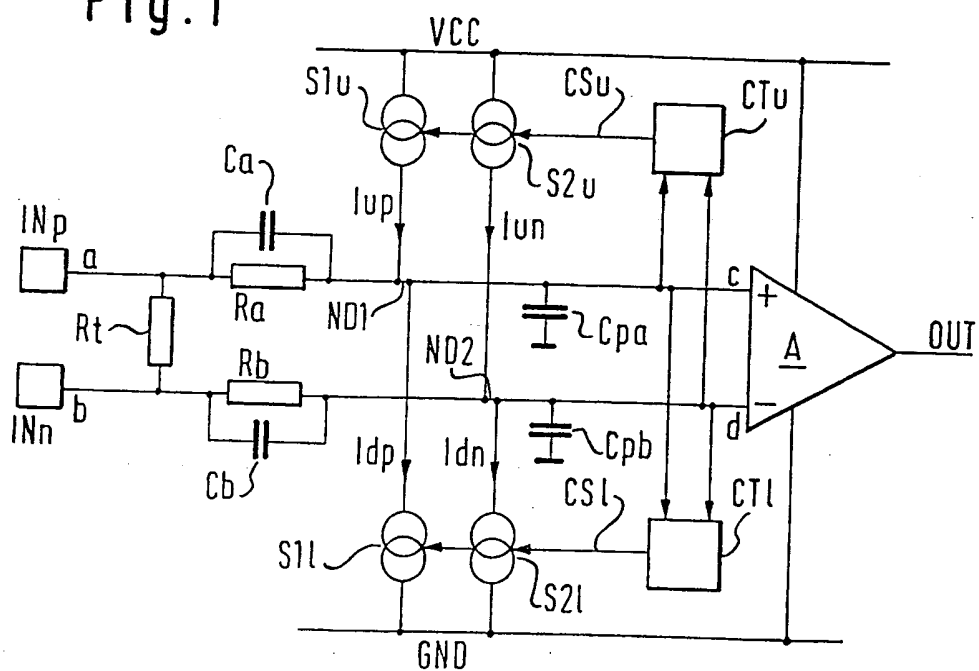 Fig.1
VCC
S1u
CSu
CTu
Ca
S2u
Iup
Iun
INp
a
Ra
ND1
c
+
Rt
Cpa
A
OUT
ND2
INn
b
Rb
−
d
Cpb
Cb
Idp
Idn
CSl
CTl
S1l
S2l
GND